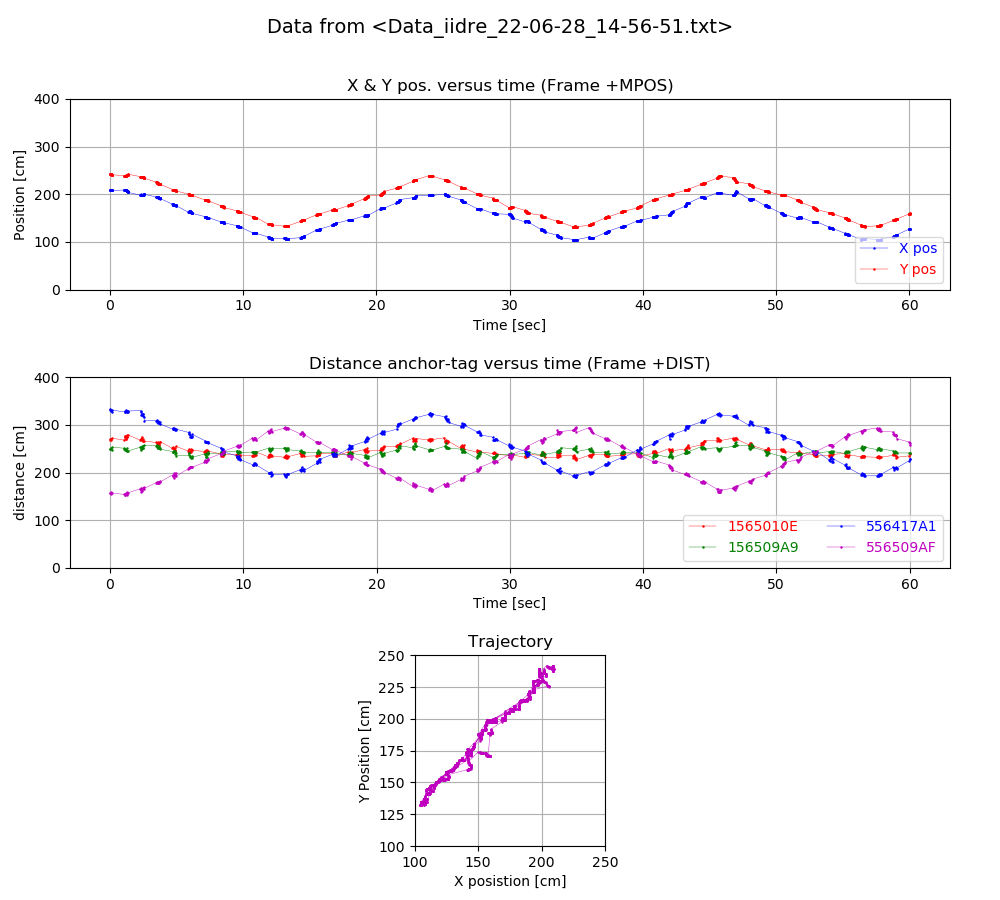 Data from <Data_iidre_22-06-28_14-56-51.txt>
X & Y pos. versus time (Frame +MPOS)
400
300
200
100
0
Position [cm]
0 10 20 30 40 50 60
Time [sec]
X pos
Y pos
Distance anchor-tag versus time (Frame +DIST)
400
300
200
100
0
distance [cm]
0 10 20 30 40 50 60
Time [sec]
1565010E 556417A1
156509A9 556509AF
Trajectory
250
225
200
175
150
125
100
Y Position [cm]
100 150 200 250
X posistion [cm]